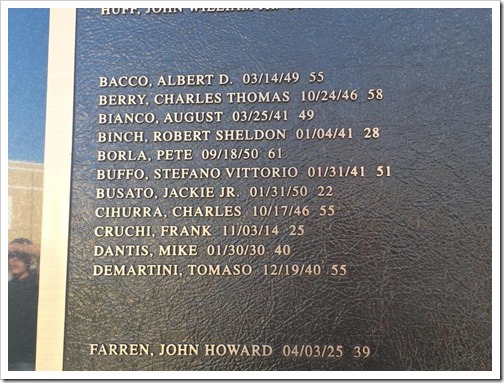 HUFF, JOHN WILLIAM
BACCO, ALBERT D. 03/14/49 55
BERRY, CHARLES THOMAS 10/24/46 58
BIANCO, AUGUST 03/25/41 49
BINCH, ROBERT SHELDON 01/04/41 28
BORLA, PETE 09/18/50 61
BUFFO, STEFANO VITTORIO 01/31/41 51
BUSATO, JACKIE JR. 01/31/50 22
CIHURRA, CHARLES 10/17/46 55
CRUCHI, FRANK 11/03/14 25
DANTIS, MIKE 01/30/30 40
DEMARTINI, TOMASO 12/19/40 55
FARREN, JOHN HOWARD 04/03/25 39